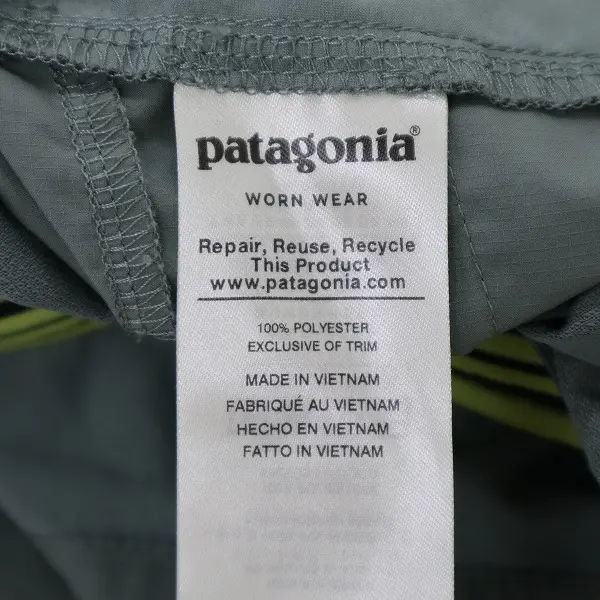 patagonia®
WORN WEAR
Repair, Reuse, Recycle
This Product
www.patagonia.com
100% POLYESTER
EXCLUSIVE OF TRIM
MADE IN VIETNAM
FABRIQUÉ AU VIETNAM
HECHO EN VIETNAM
FATTO IN VIETNAM